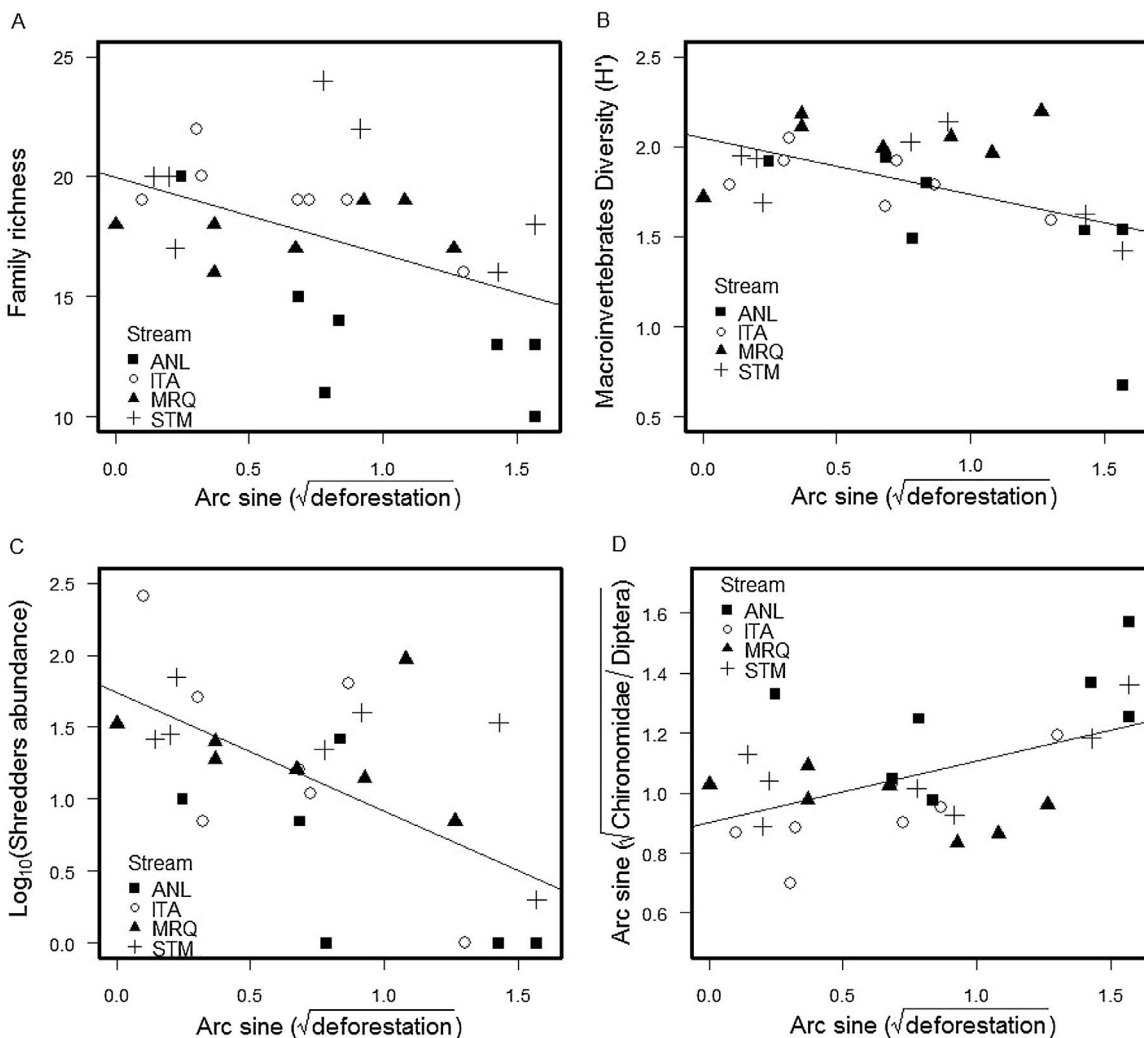 A
Family richness
25
20
15
10
Stream
ANL
ITA
MRQ
STM
0.0 0.5 1.0 1.5
Arc sine (√deforestation)
B
Macroinvertebrates Diversity (H')
2.5
2.0
1.5
1.0
0.5
Stream
ANL
ITA
MRQ
STM
0.0 0.5 1.0 1.5
Arc sine (√deforestation)
C
Log10(Shredders abundance)
2.5
2.0
1.5
1.0
0.5
0.0
Stream
ANL
ITA
MRQ
STM
0.0 0.5 1.0 1.5
Arc sine (√deforestation)
D
Arc sine (√Chironomidae / Diptera)
1.6
1.4
1.2
1.0
0.8
0.6
Stream
ANL
ITA
MRQ
STM
0.0 0.5 1.0 1.5
Arc sine (√deforestation)